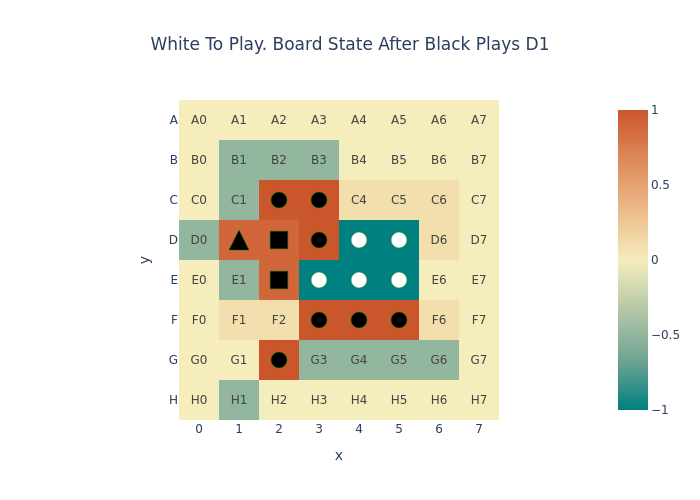 White To Play. Board State After Black Plays D1
A A0 A1 A2 A3 A4 A5 A6 A7
B B0 B1 B2 B3 B4 B5 B6 B7
C C0 C1 C4 C5 C6 C7
D D0 D6 D7
E E0 E1 E6 E7
F F0 F1 F2 F6 F7
G G0 G1 G3 G4 G5 G6 G7
H H0 H1 H2 H3 H4 H5 H6 H7
0 1 2 3 4 5 6 7
x
y
1
0.5
0
−0.5
−1